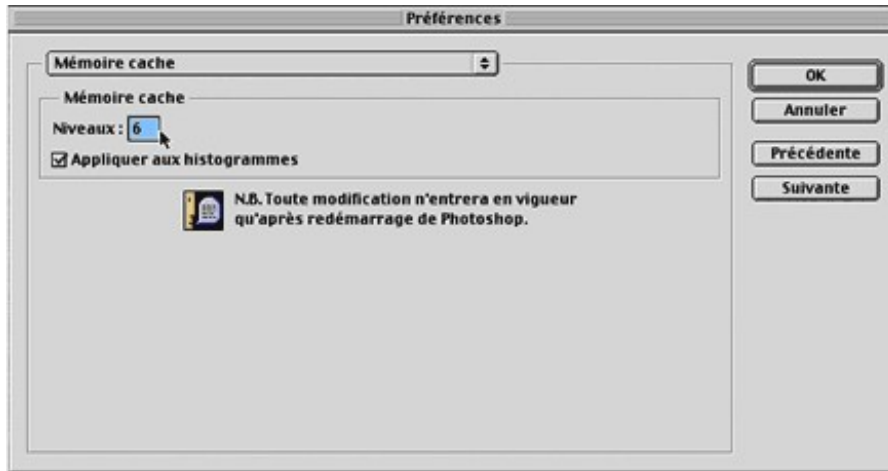 Préférences
Mémoire cache
Mémoire cache
Niveaux : 6
Appliquer aux histogrammes
N.B. Toute modification n'entrera en vigueur
qu'après redémarrage de Photoshop.
OK
Annuler
Précédente
Suivante